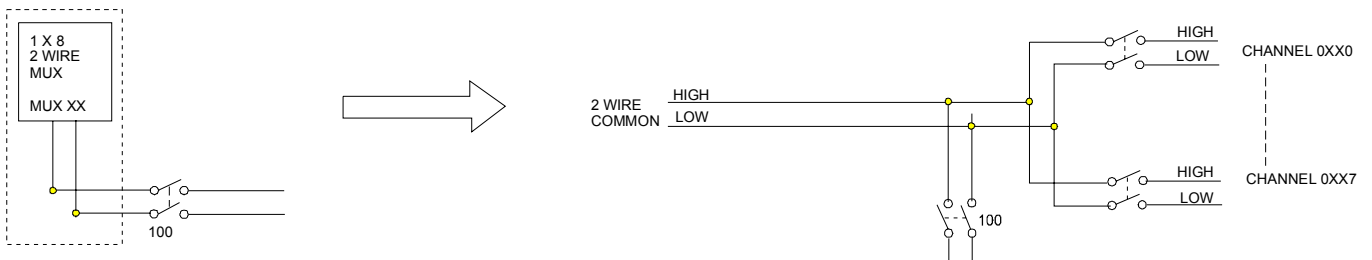 1 X 8
2 WIRE
MUX
MUX XX
100
2 WIRE
COMMON
HIGH
LOW
HIGH
LOW
CHANNEL 0XX0
HIGH
LOW
CHANNEL 0XX7
100